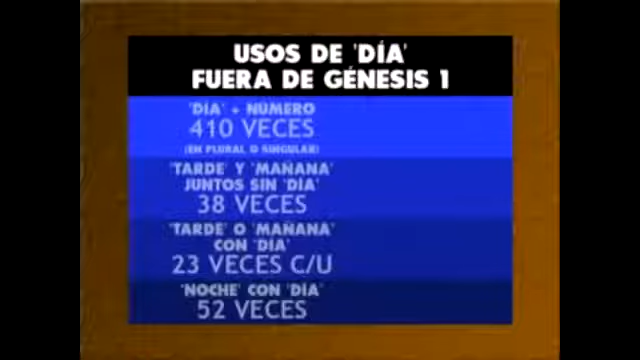 USOS DE 'DÍA'
FUERA DE GÉNESIS 1
'DÍA' + NÚMERO
410 VECES
(EN PLURAL O SINGULAR)
'TARDE' Y 'MAÑANA'
JUNTOS SIN 'DÍA'
38 VECES
'TARDE' O 'MAÑANA'
CON 'DÍA'
23 VECES C/U
'NOCHE' CON 'DÍA'
52 VECES